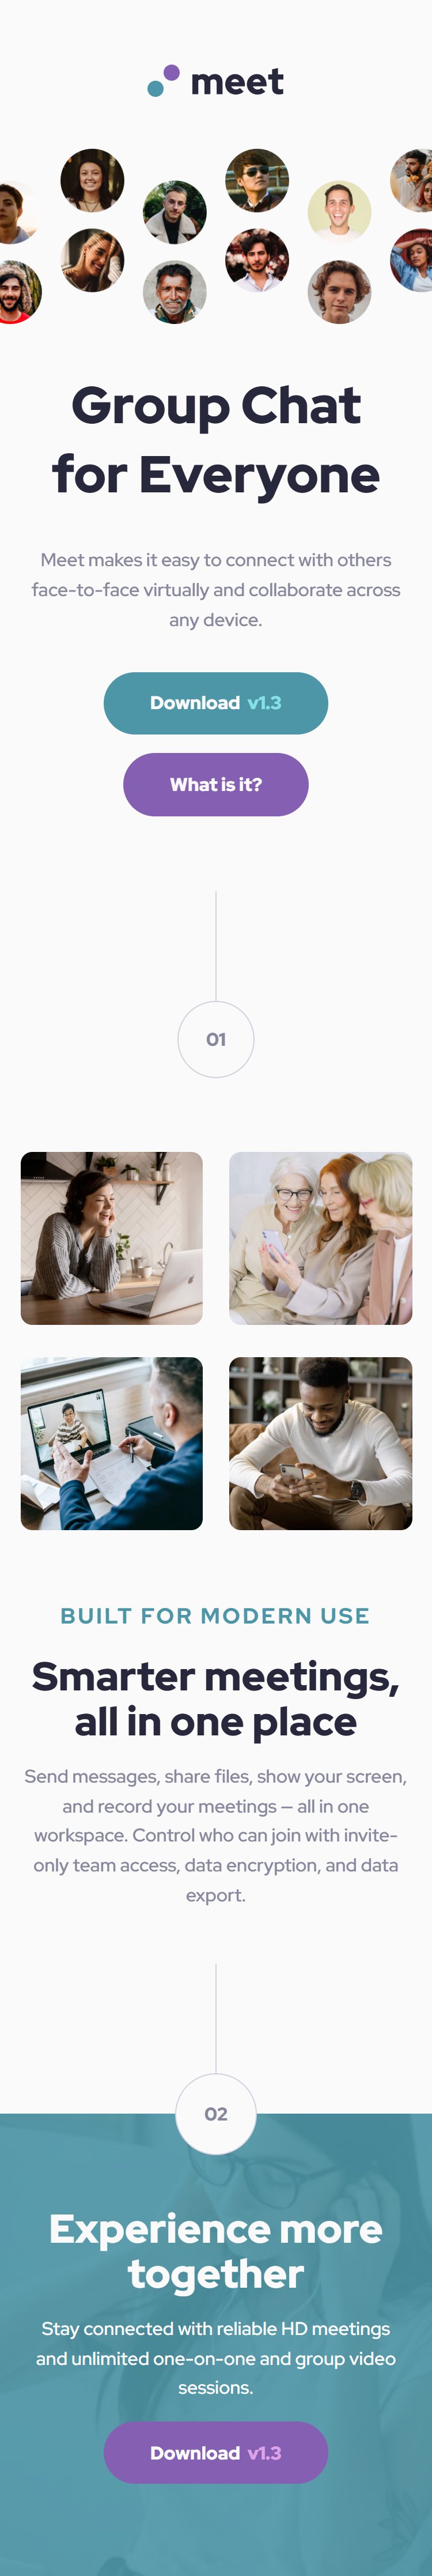 meet
Group Chat
for Everyone
Meet makes it easy to connect with others
face-to-face virtually and collaborate across
any device.
Download v1.3
What is it?
01
BUILT FOR MODERN USE
Smarter meetings,
all in one place
Send messages, share files, show your screen,
and record your meetings — all in one
workspace. Control who can join with invite-
only team access, data encryption, and data
export.
02
Experience more
together
Stay connected with reliable HD meetings
and unlimited one-on-one and group video
sessions.
Download v1.3